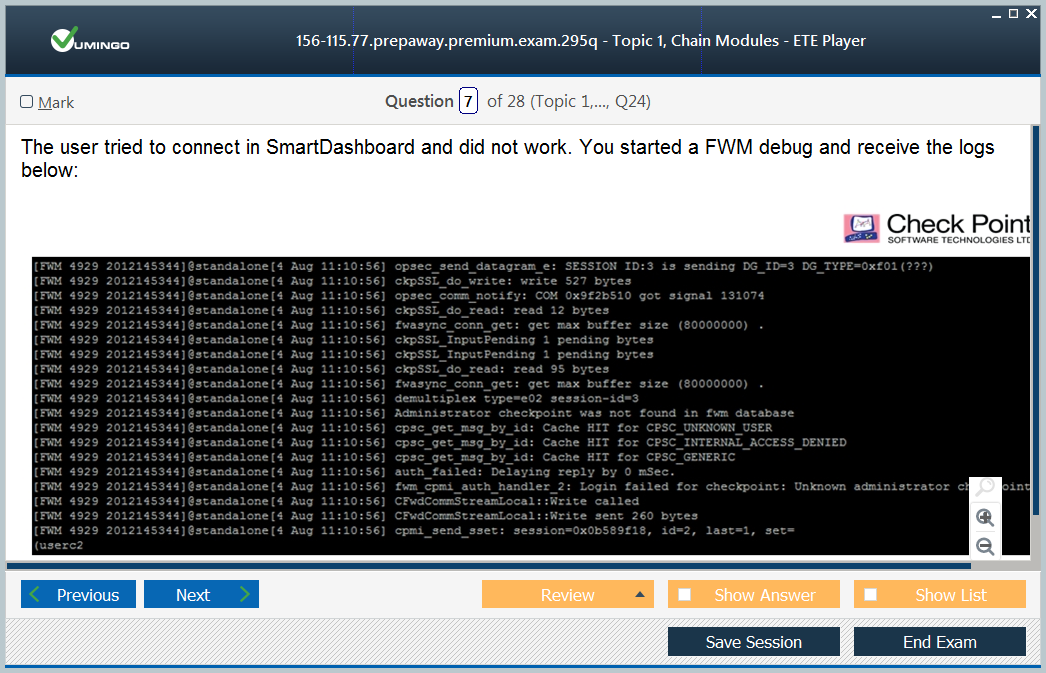 VUMINGO
156-115.77.prepaway.premium.exam.295q - Topic 1, Chain Modules - ETE Player
Mark
Question 7 of 28 (Topic 1,..., Q24)
The user tried to connect in SmartDashboard and did not work. You started a FWM debug and receive the logs
below:
Check Point
SOFTWARE TECHNOLOGIES LTD
[FWM 4929 2012145344]@standalone[4 Aug 11:10:56] opsec_send_datagram_e: SESSION ID:3 is sending DG_ID=3 DG_TYPE=0xf01(???)
[FWM 4929 2012145344]@standalone[4 Aug 11:10:56] ckpSSL_do_write: write 527 bytes
[FWM 4929 2012145344]@standalone[4 Aug 11:10:56] opsec_comm_notify: COM 0x9f2b510 got signal 131074
[FWM 4929 2012145344]@standalone[4 Aug 11:10:56] ckpSSL_do_read: read 12 bytes
[FWM 4929 2012145344]@standalone[4 Aug 11:10:56] fwasync_conn_get: get max buffer size (80000000) .
[FWM 4929 2012145344]@standalone[4 Aug 11:10:56] ckpSSL_InputPending 1 pending bytes
[FWM 4929 2012145344]@standalone[4 Aug 11:10:56] ckpSSL_InputPending 1 pending bytes
[FWM 4929 2012145344]@standalone[4 Aug 11:10:56] ckpSSL_do_read: read 95 bytes
[FWM 4929 2012145344]@standalone[4 Aug 11:10:56] fwasync_conn_get: get max buffer size (80000000) .
[FWM 4929 2012145344]@standalone[4 Aug 11:10:56] demultiplex type=e02 session-id=3
[FWM 4929 2012145344]@standalone[4 Aug 11:10:56] Administrator checkpoint was not found in fwm database
[FWM 4929 2012145344]@standalone[4 Aug 11:10:56] cpsc_get_msg_by_id: Cache HIT for CPSC_UNKNOWN_USER
[FWM 4929 2012145344]@standalone[4 Aug 11:10:56] cpsc_get_msg_by_id: Cache HIT for CPSC_INTERNAL_ACCESS_DENIED
[FWM 4929 2012145344]@standalone[4 Aug 11:10:56] cpsc_get_msg_by_id: Cache HIT for CPSC_GENERIC
[FWM 4929 2012145344]@standalone[4 Aug 11:10:56] auth_failed: Delaying reply by 0 mSec.
[FWM 4929 2012145344]@standalone[4 Aug 11:10:56] fwm_cpmi_auth_handler_2: Login failed for checkpoint: Unknown administrator
[FWM 4929 2012145344]@standalone[4 Aug 11:10:56] CFwdCommStreamLocal::Write called
[FWM 4929 2012145344]@standalone[4 Aug 11:10:56] CFwdCommStreamLocal::Write sent 260 bytes
[FWM 4929 2012145344]@standalone[4 Aug 11:10:56] cpmi_send_sset: session=0x0b589f18, id=2, last=1, set=
(userc2
Previous
Next
Review
Show Answer
Show List
Save Session
End Exam